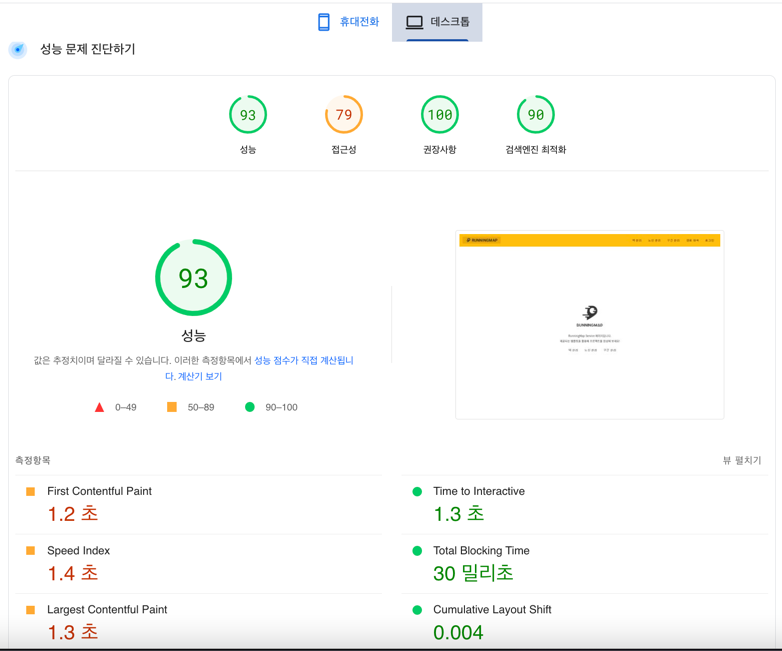 휴대전화
데스크톱
성능 문제 진단하기
93
79
100
90
성능
접근성
권장사항
검색엔진 최적화
93
성능
값은 추정치이며 달라질 수 있습니다. 이러한 측정항목에서 성능 점수가 직접 계산됩니
다. 계산기 보기
0–49
50–89
90–100
RUNNINGMAP
측정항목
뷰 펼치기
First Contentful Paint
1.2 초
Time to Interactive
1.3 초
Speed Index
1.4 초
Total Blocking Time
30 밀리초
Largest Contentful Paint
1.3 초
Cumulative Layout Shift
0.004